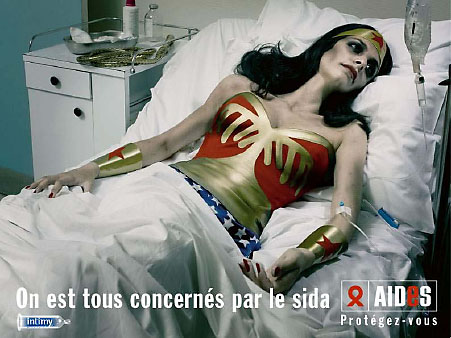 On est tous concernés par le sida
AIDeS
Protégez-vous
intimy